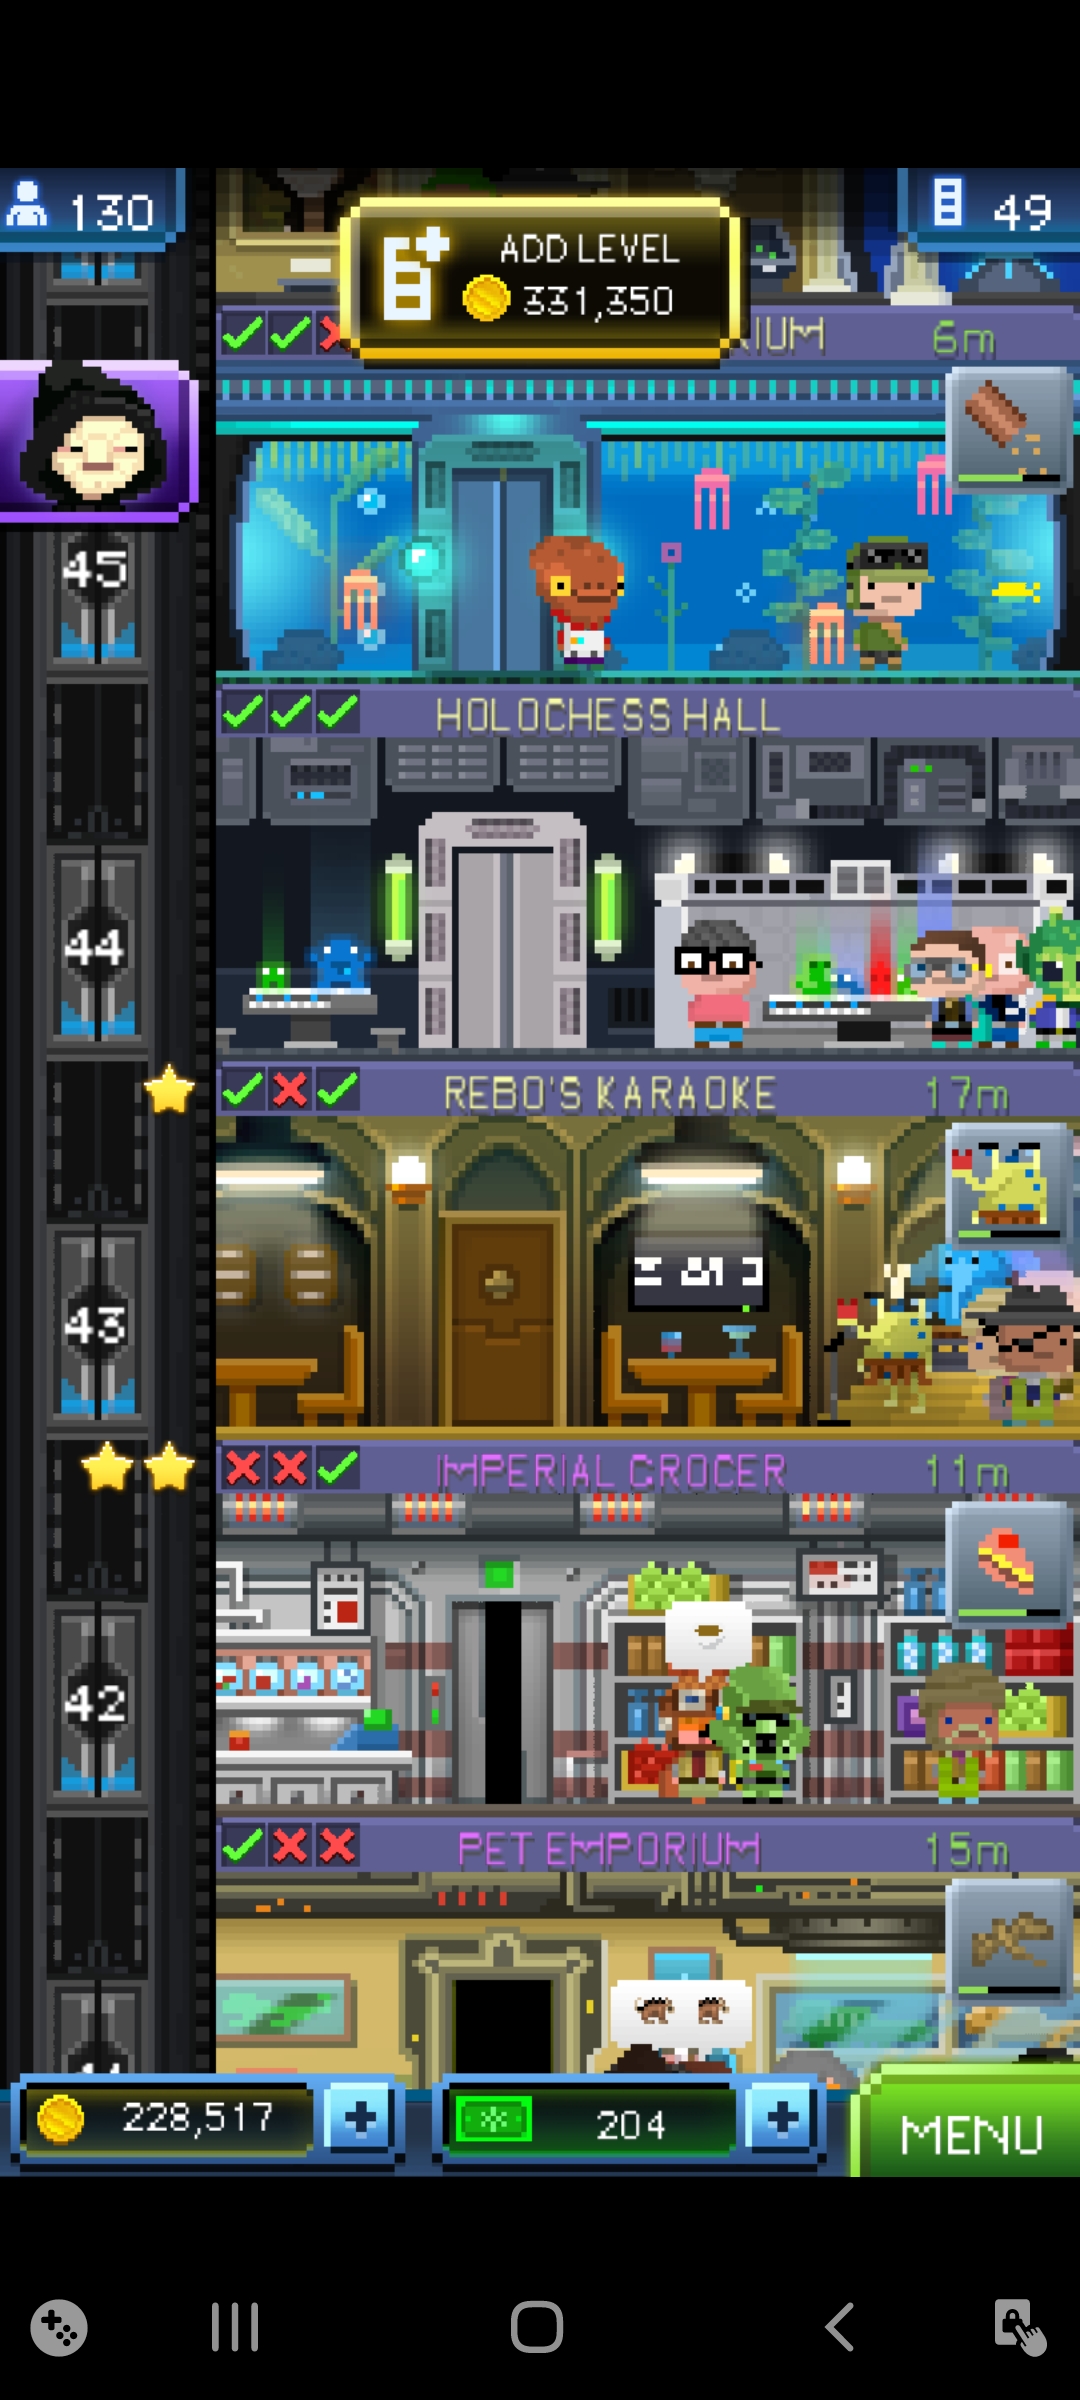 130
ADD LEVEL
331,350
49
RIUM
6m
45
HOLOCHESS HALL
44
REBO'S KARAOKE
17m
43
IMPERIAL GROCER
11m
42
PET EMPORIUM
15m
228,517
204
MENU